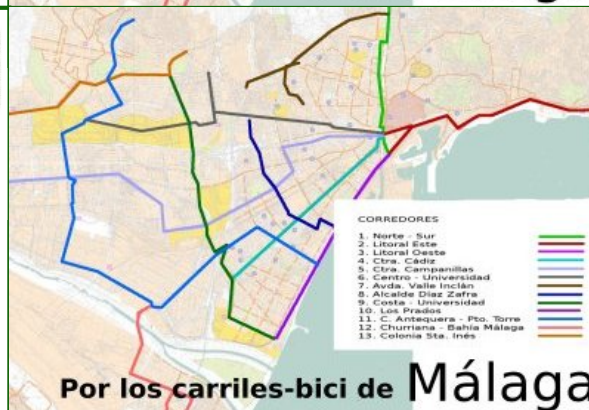 CORREDORES
1. Norte - Sur
2. Litoral Este
3. Litoral Oeste
4. Ctra. Cádiz
5. Ctra. Campanillas
6. Centro - Universidad
7. Avda. Valle Inclán
8. Alcalde Díaz Zafra
9. Costa - Universidad
10. Los Prados
11. C. Antequera - Pto. Torre
12. Churriana - Bahía Málaga
13. Colonia Sta. Inés
Por los carriles-bici de Málaga